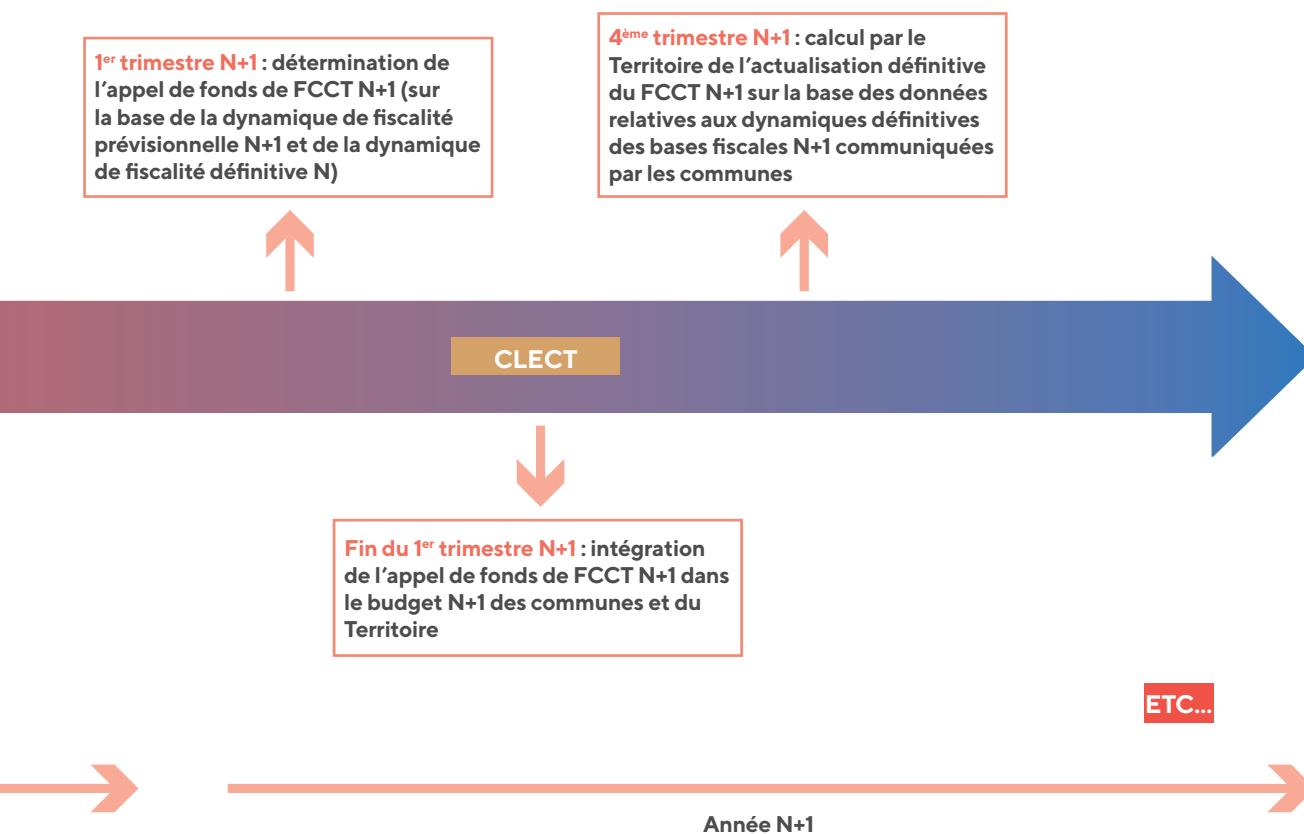 1er trimestre N+1 : détermination de
l’appel de fonds de FCCT N+1 (sur
la base de la dynamique de fiscalité
prévisionnelle N+1 et de la dynamique
de fiscalité définitive N)
4ème trimestre N+1 : calcul par le
Territoire de l’actualisation définitive
du FCCT N+1 sur la base des données
relatives aux dynamiques définitives
des bases fiscales N+1 communiquées
par les communes
CLECT
Fin du 1er trimestre N+1 : intégration
de l’appel de fonds de FCCT N+1 dans
le budget N+1 des communes et du
Territoire
ETC...
Année N+1